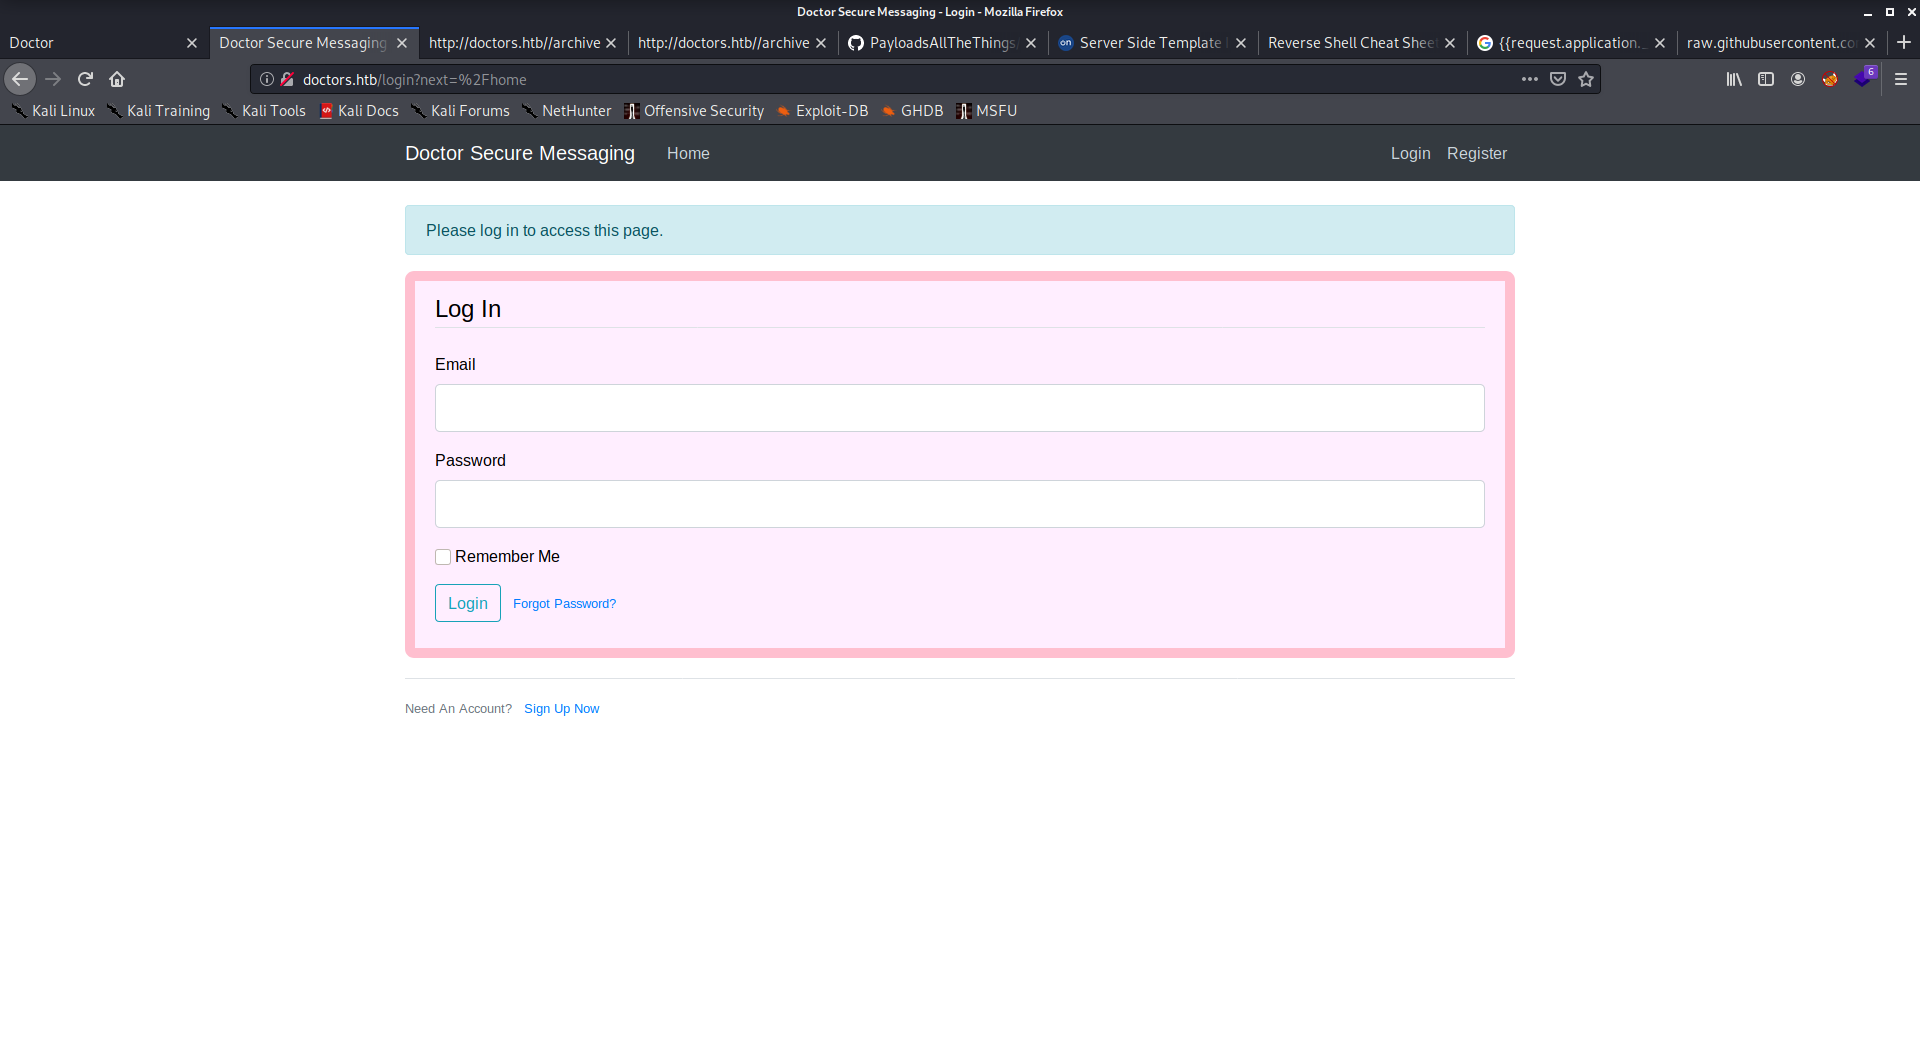 Doctor Secure Messaging - Login - Mozilla Firefox
Doctor
Doctor Secure Messaging
http://doctors.htb//archive
http://doctors.htb//archive
PayloadsAllTheThings
on Server Side Template
Reverse Shell Cheat Sheet
{{request.application._
raw.githubusercontent.co
doctors.htb/login?next=%2Fhome
6
Kali Linux Kali Training Kali Tools Kali Docs Kali Forums NetHunter Offensive Security Exploit-DB GHDB MSFU
Doctor Secure Messaging Home Login Register
Please log in to access this page.
Log In
Email
Password
Remember Me
Login Forgot Password?
Need An Account? Sign Up Now